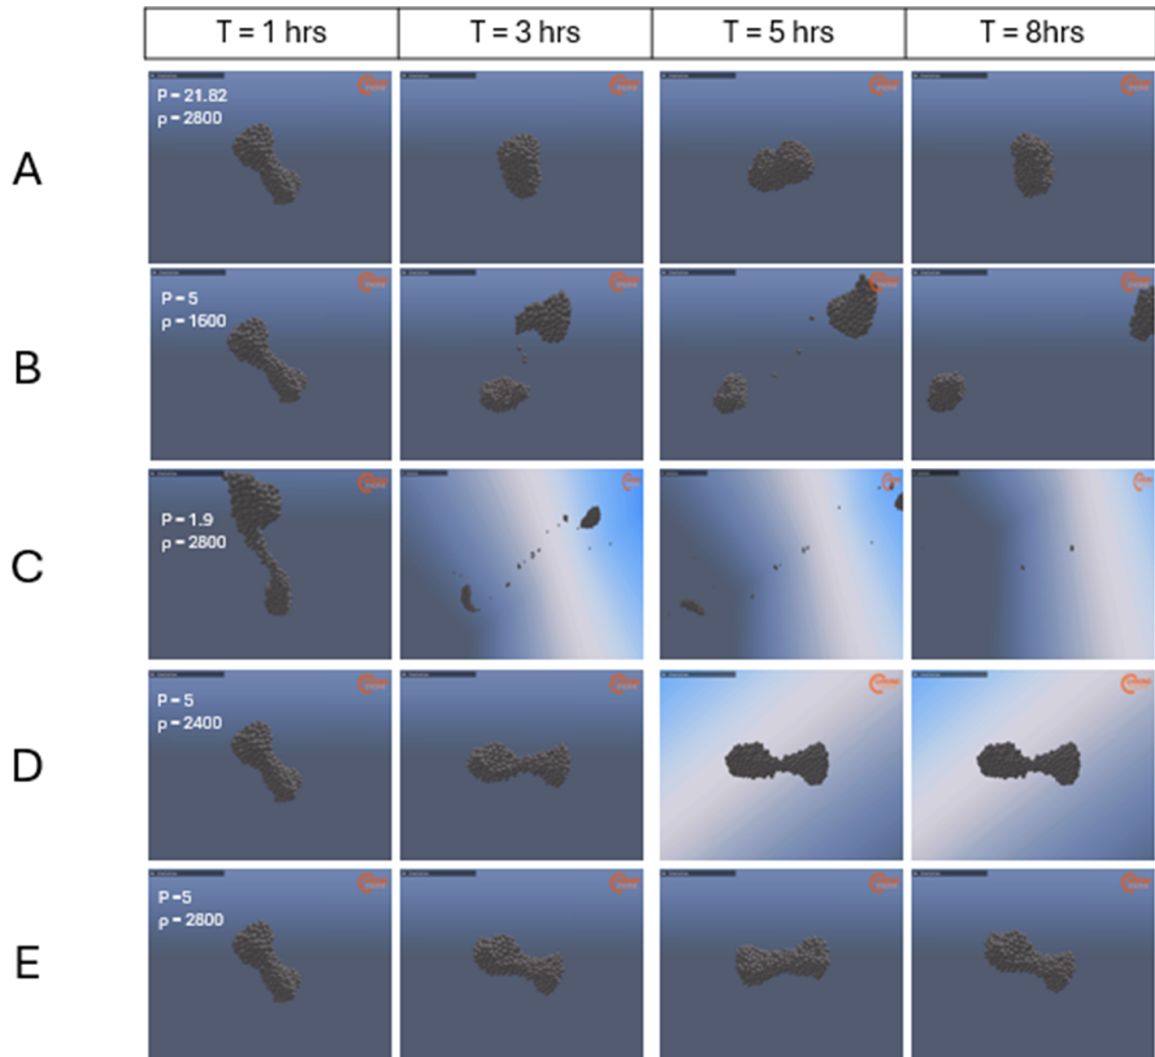 T = 1 hrs T = 3 hrs T = 5 hrs T = 8hrs
A
P = 21.82
ρ = 2800
B
P = 5
ρ = 1600
C
P = 1.9
ρ = 2800
D
P = 5
ρ = 2400
E
P =5
ρ = 2800